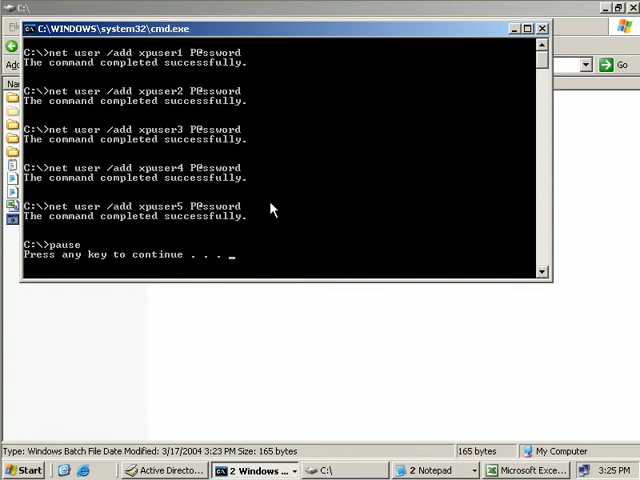 C:\
C:\WINDOWS\system32\cmd.exe
C:\>net user /add xpuser1 P@ssword
The command completed successfully.
C:\>net user /add xpuser2 P@ssword
The command completed successfully.
C:\>net user /add xpuser3 P@ssword
The command completed successfully.
C:\>net user /add xpuser4 P@ssword
The command completed successfully.
C:\>net user /add xpuser5 P@ssword
The command completed successfully.
C:\>pause
Press any key to continue . . . _
Go
Type: Windows Batch File Date Modified: 3/17/2004 3:23 PM Size: 165 bytes
165 bytes
My Computer
Start
Active Directo...
2 Windows ...
C:\
2 Notepad
Microsoft Exce...
3:25 PM